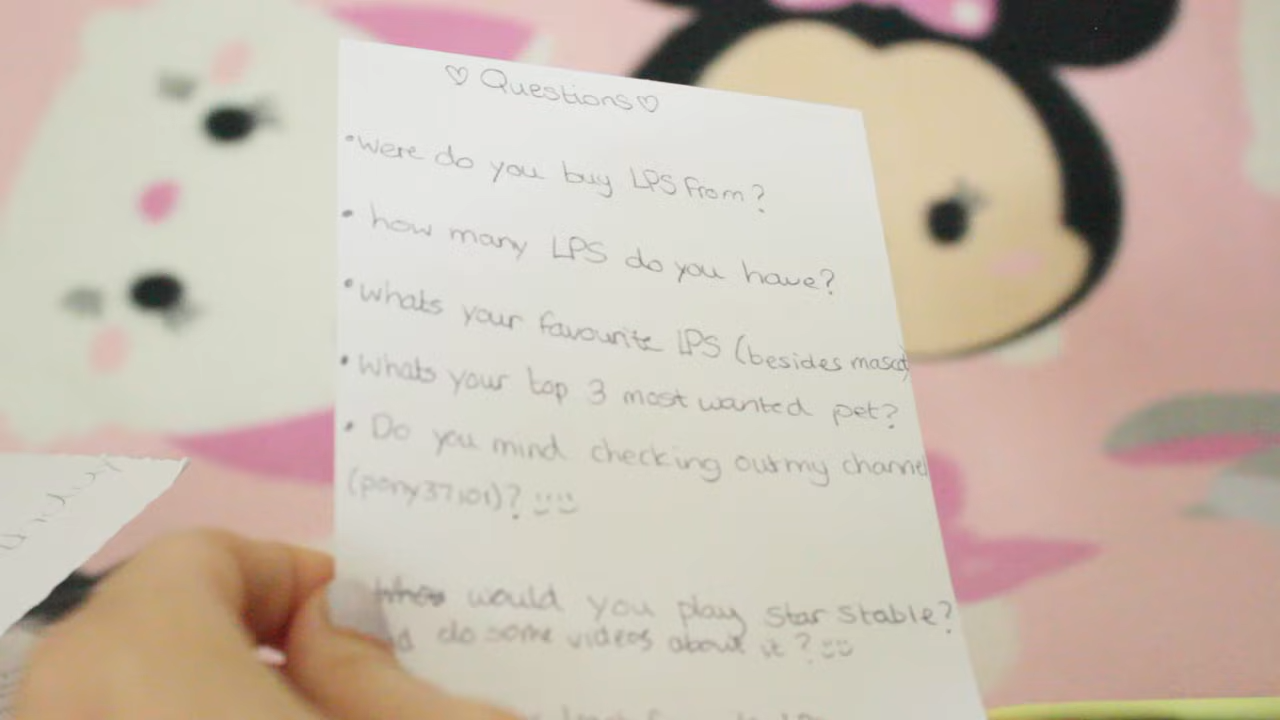 ♡ Questions ♡
• Were do you buy LPS from?
• how many LPS do you have?
• Whats your favourite LPS (besides mascot)
• Whats your top 3 most wanted pet?
• Do you mind checking out my channel
(pony37101)? :) :)
would you play Star Stable?
do some videos about it? :) :)